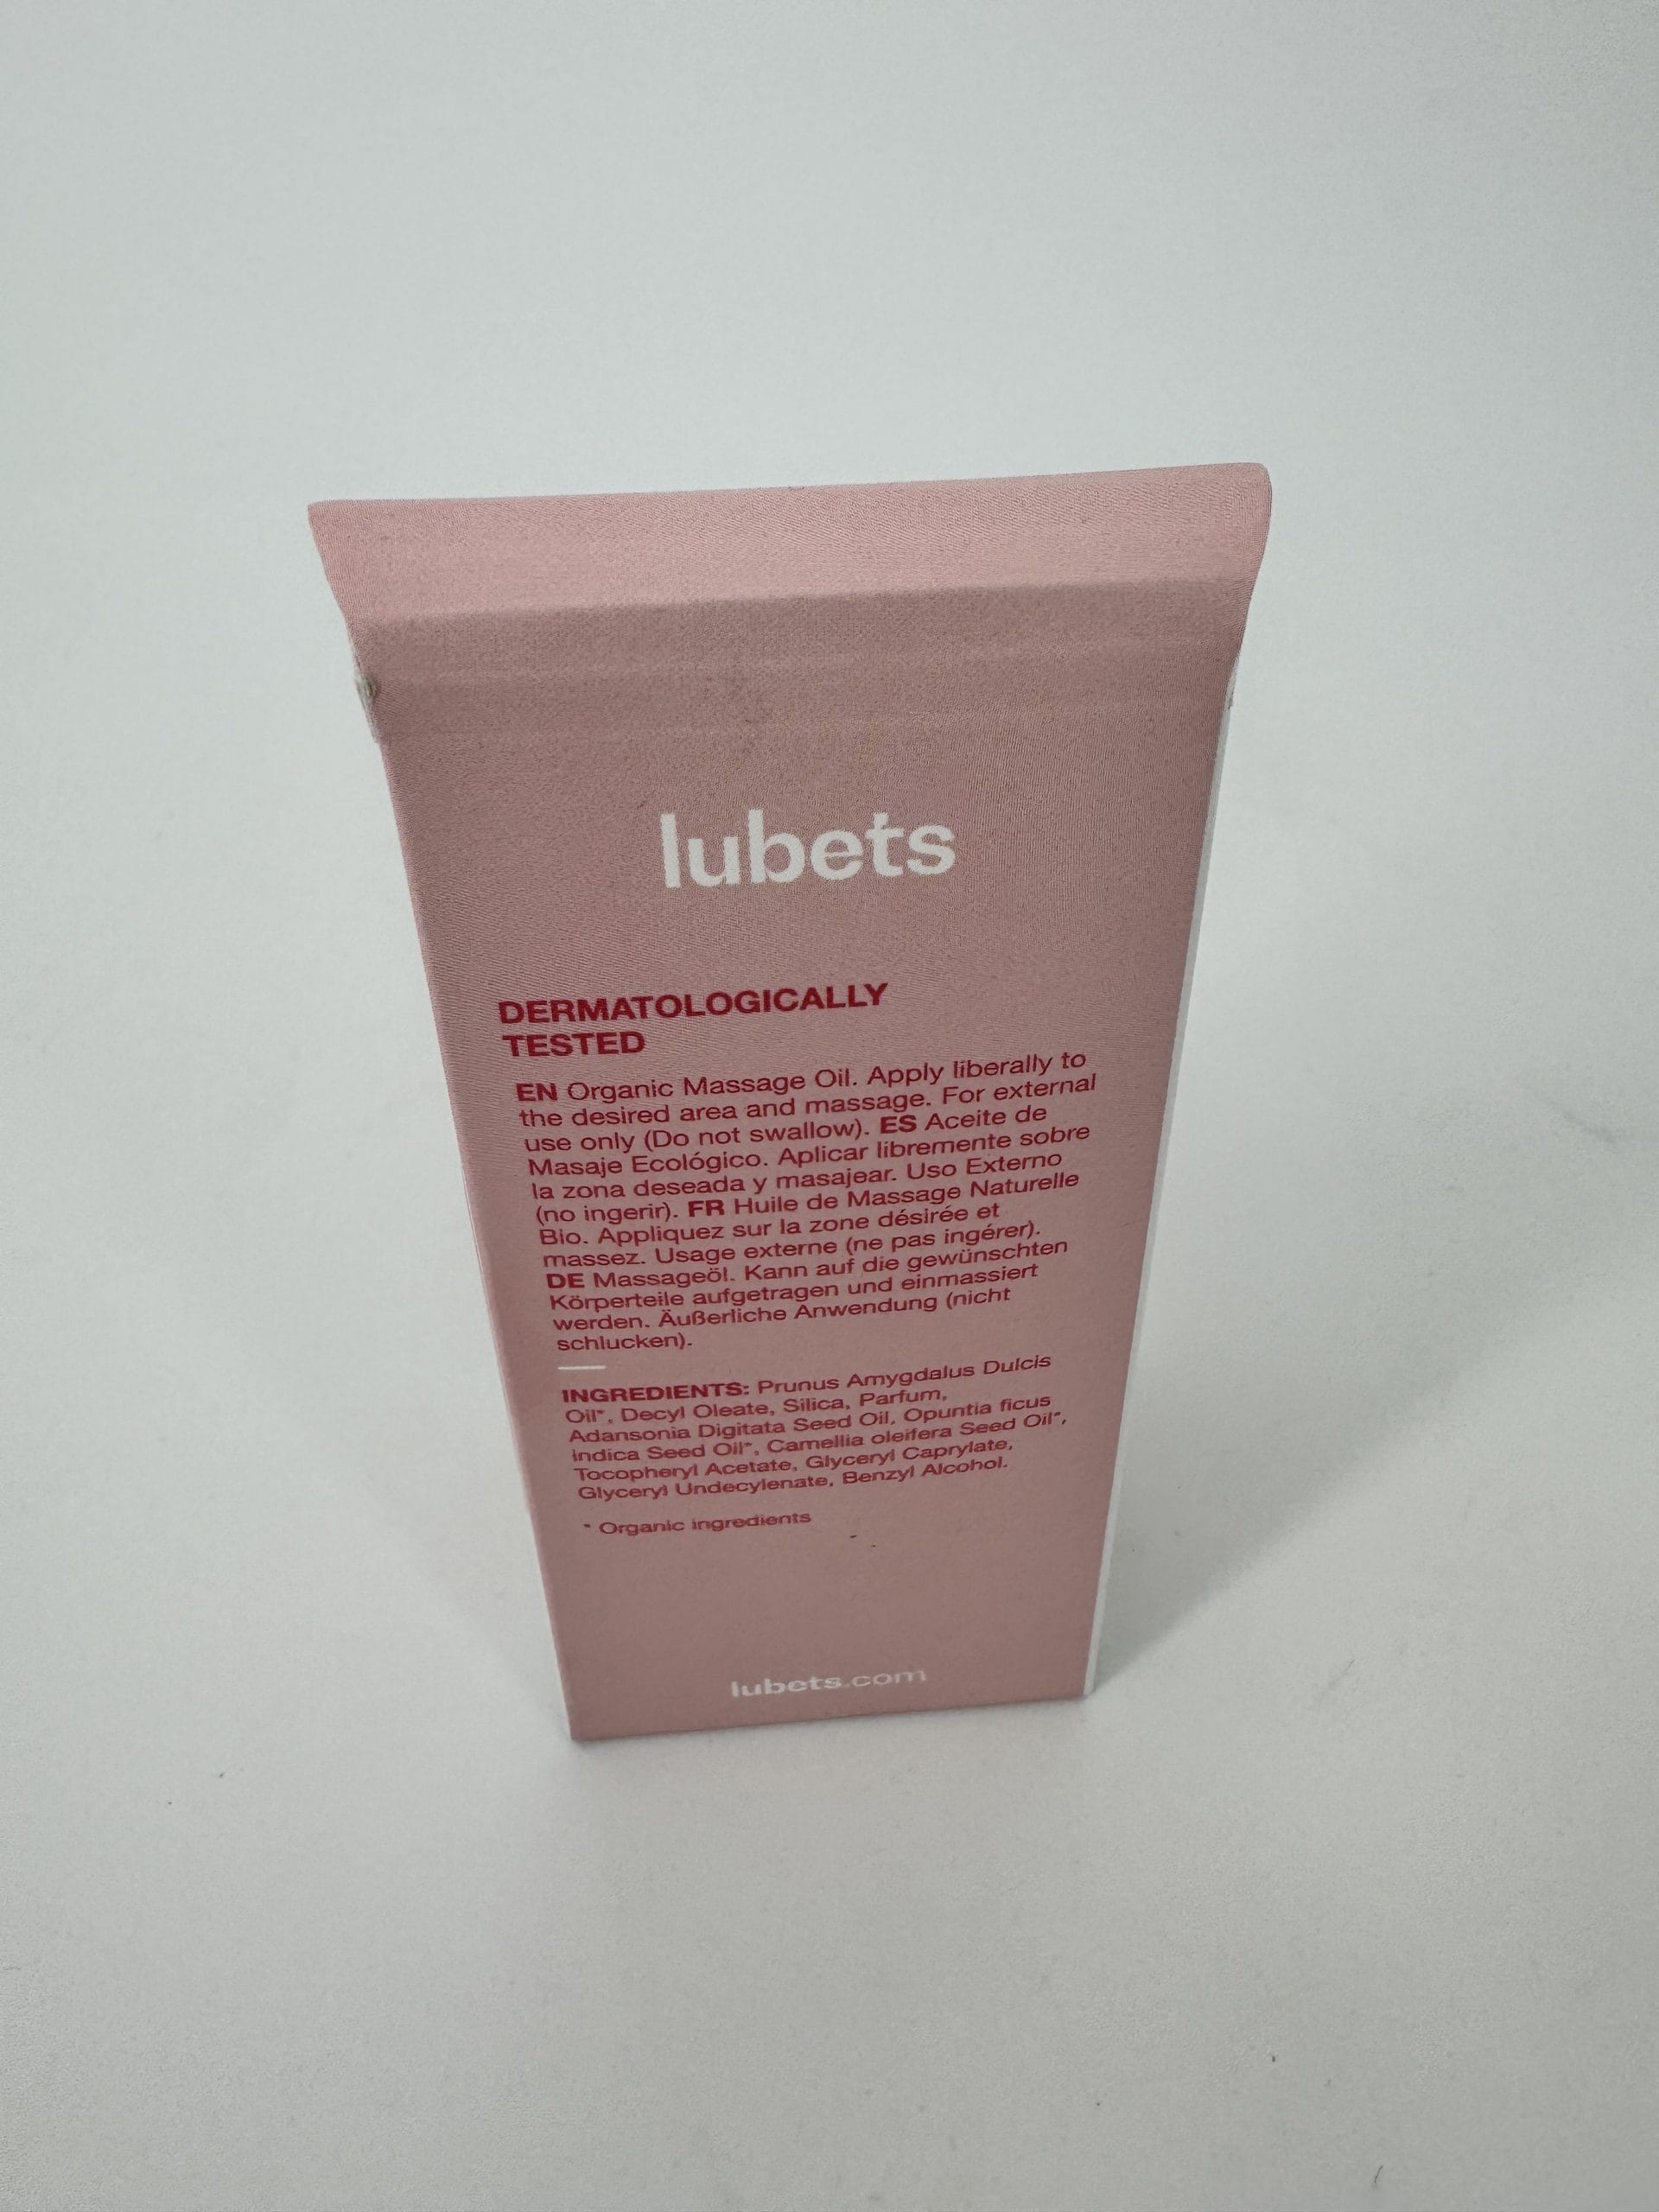 lubets
DERMATOLOGICALLY
TESTED
EN Organic Massage Oil. Apply liberally to
the desired area and massage. For external
use only (Do not swallow). ES Aceite de
Masaje Ecológico. Aplicar libremente sobre
la zona deseada y masajear. Uso Externo
(no ingerir). FR Huile de Massage Naturelle
Bio. Appliquez sur la zone désirée et
massez. Usage externe (ne pas ingérer).
DE Massageöl. Kann auf die gewünschten
Körperteile aufgetragen und einmassiert
werden. Äußerliche Anwendung (nicht
schlucken).
INGREDIENTS: Prunus Amygdalus Dulcis
Oil*, Decyl Oleate, Silica, Parfum,
Adansonia Digitata Seed Oil, Opuntia ficus
indica Seed Oil*, Camellia oleifera Seed Oil*,
Tocopheryl Acetate, Glyceryl Caprylate,
Glyceryl Undecylenate, Benzyl Alcohol.
* Organic ingredients
lubets.com